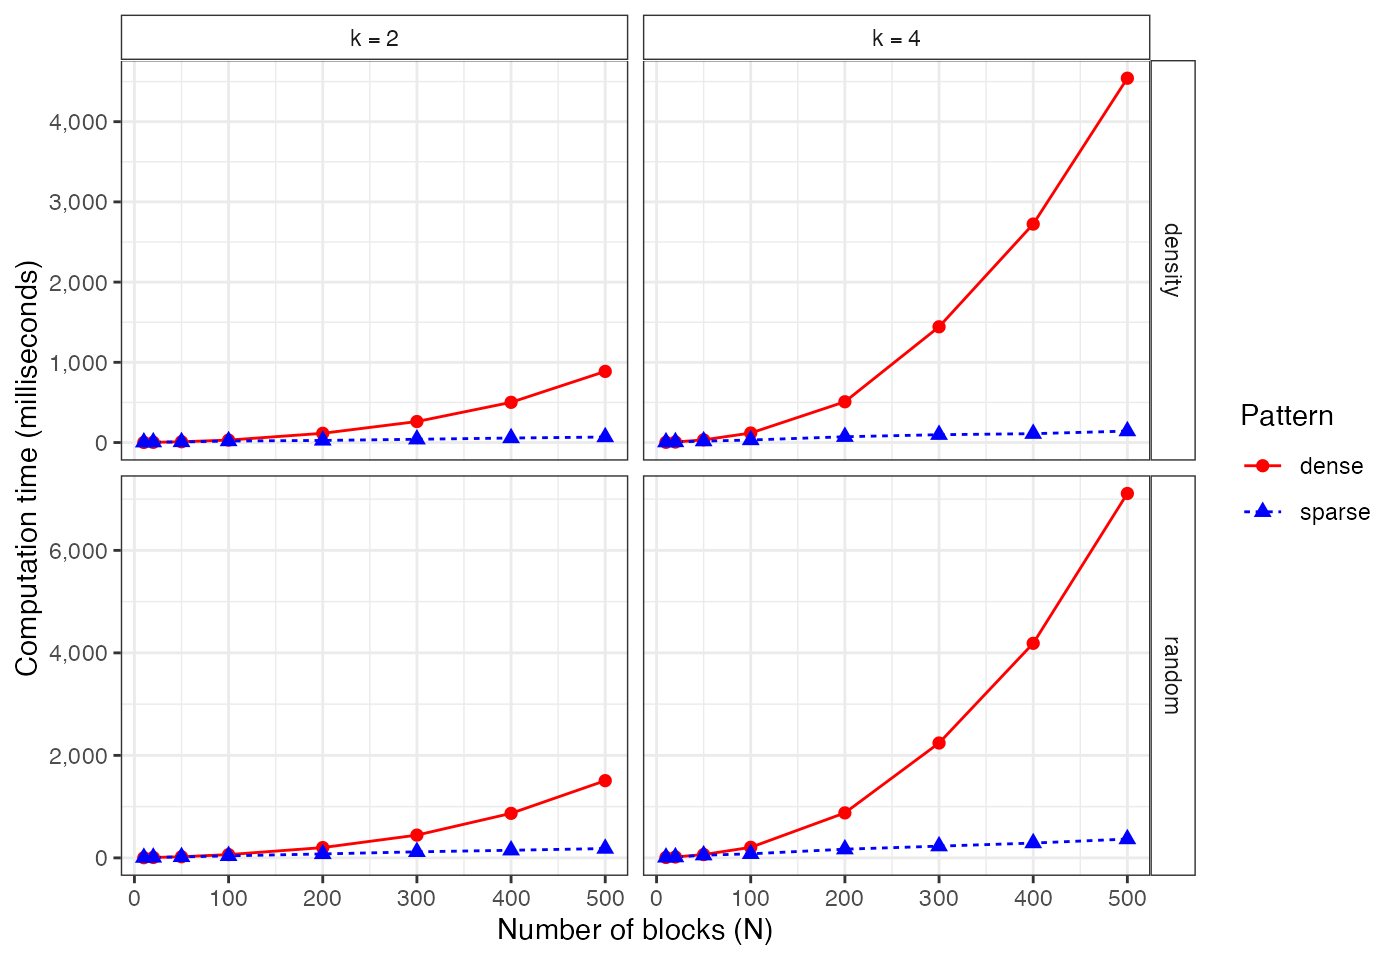 k = 2
k = 4
4,000
3,000
2,000
1,000
0
density
6,000
4,000
2,000
0
random
0 100 200 300 400 500
0 100 200 300 400 500
Number of blocks (N)
Computation time (milliseconds)
Pattern
dense
sparse